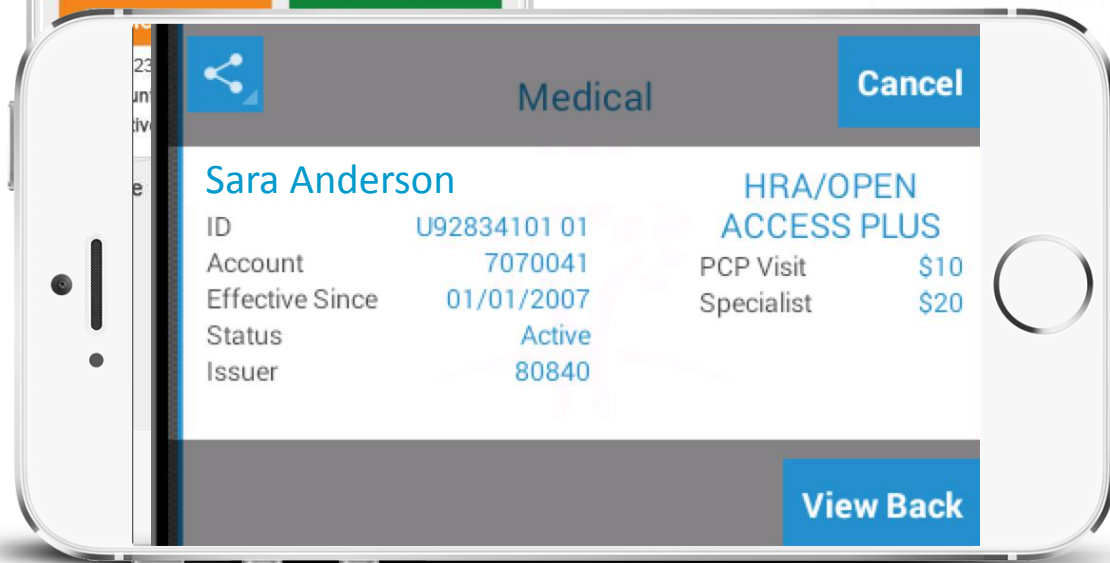 Medical
Cancel
Sara Anderson
ID U92834101 01
Account 7070041
Effective Since 01/01/2007
Status Active
Issuer 80840
HRA/OPEN
ACCESS PLUS
PCP Visit $10
Specialist $20
View Back